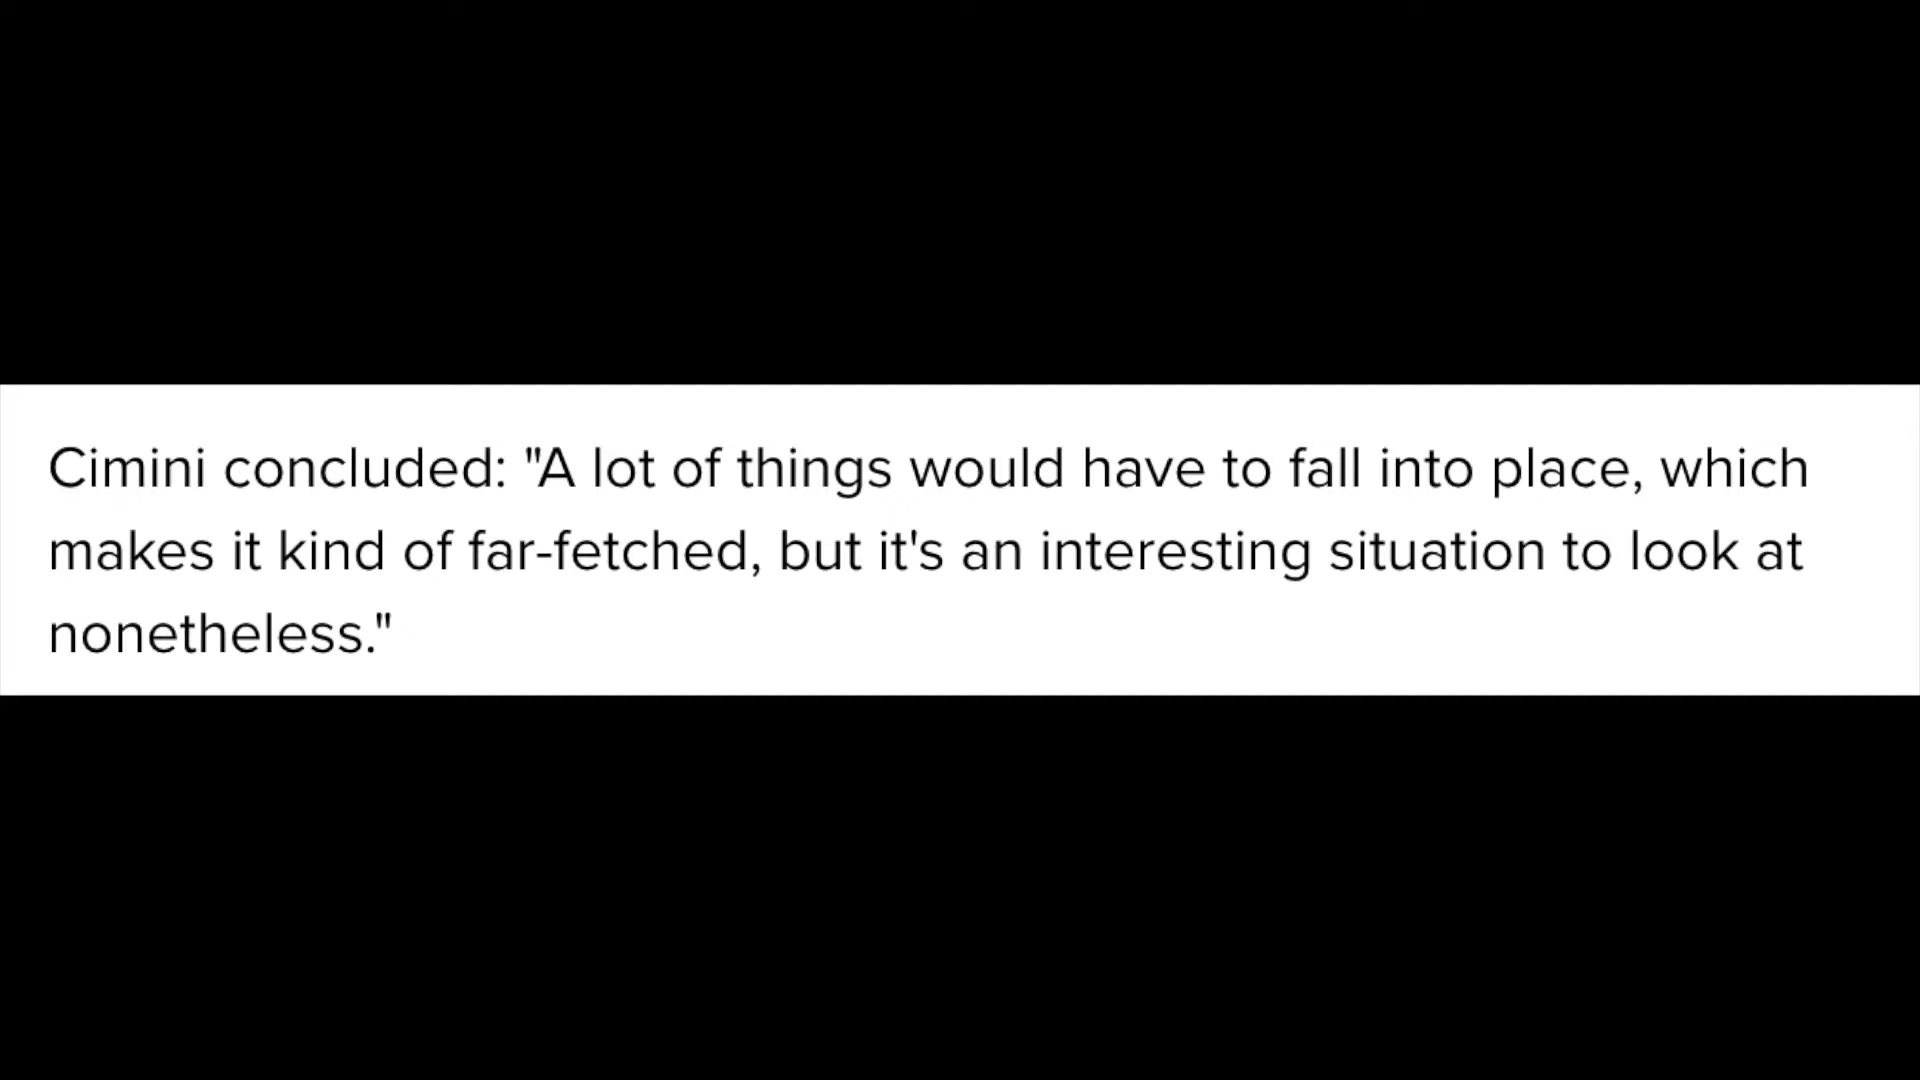 Cimini concluded: "A lot of things would have to fall into place, which
makes it kind of far-fetched, but it's an interesting situation to look at
nonetheless."